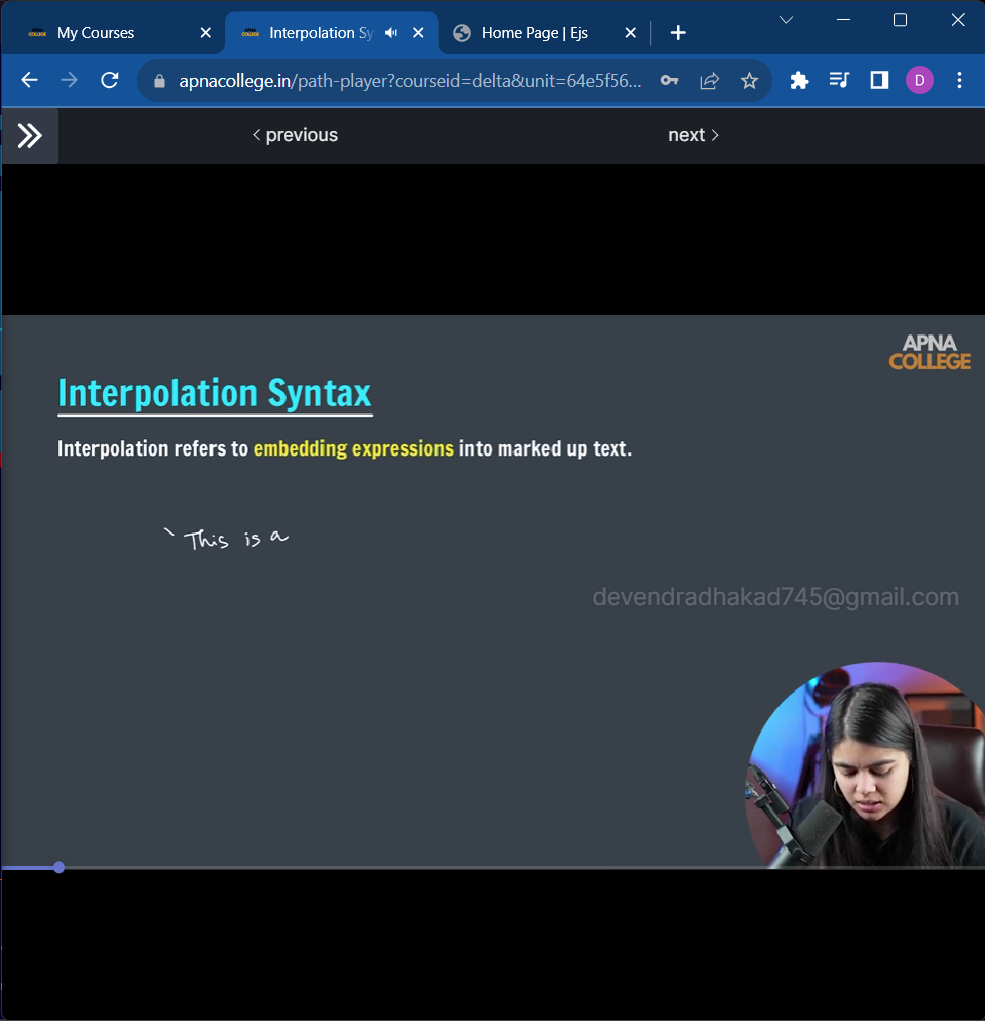 My Courses
Interpolation Sy
Home Page | Ejs
apnacollege.in/path-player?courseid=delta&unit=64e5f56...
D
< previous
next >
APNA
COLLEGE
Interpolation Syntax
Interpolation refers to embedding expressions into marked up text.
` This is a
devendradhakad745@gmail.com